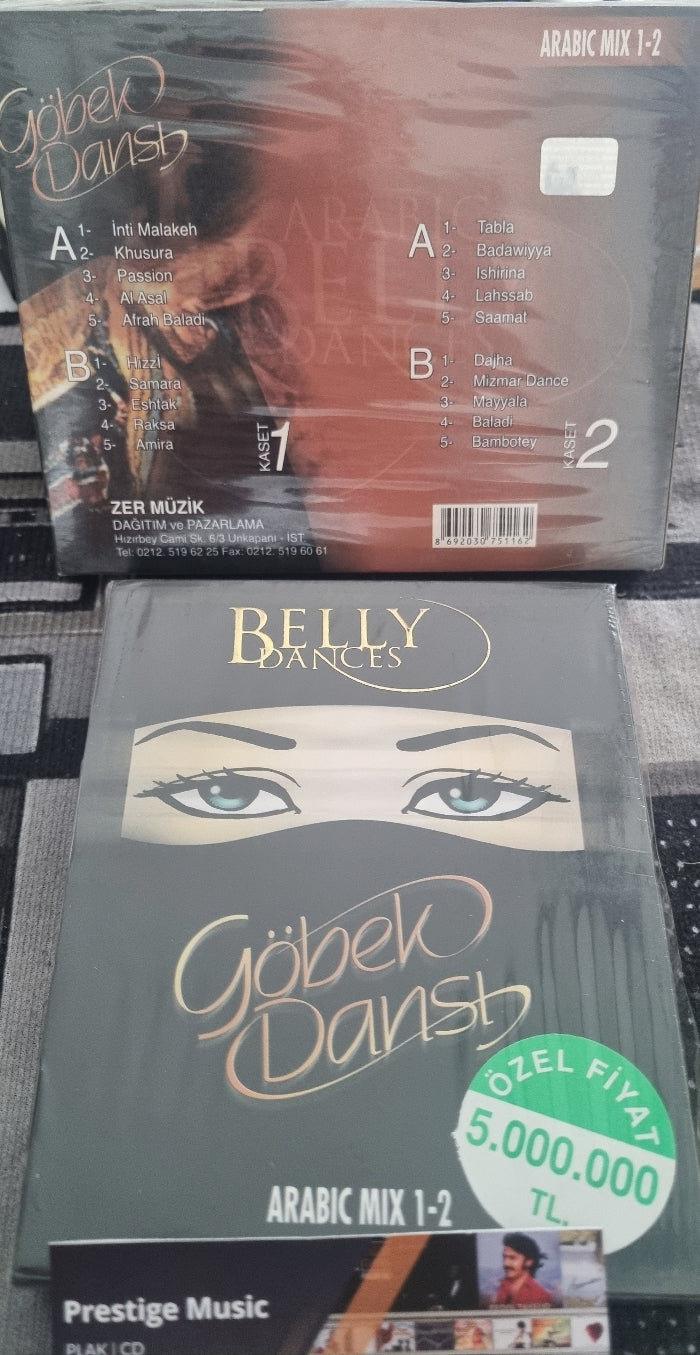 ARABIC MIX 1-2
Göbek
Dansı
A
1- İnti Malakeh
2- Khusura
3- Passion
4- Al Asal
5- Afrah Baladi
B
1- Hizzi
2- Samara
3- Eshtak
4- Raksa
5- Amira
KASET 1
A
1- Tabla
2- Badawiyya
3- Ishirina
4- Lahssab
5- Saamat
B
1- Dajha
2- Mizmar Dance
3- Mayyala
4- Baladi
5- Bambotey
KASET 2
ARABIC
BELLY
DANCES
ZER MÜZİK
DAĞITIM ve PAZARLAMA
Hızırbey Cami Sk. 6/3 Unkapanı - İST
Tel: 0212. 519 62 25 Fax: 0212. 519 60 61
8 692030 751162
BELLY
DANCES
Göbek
Dansı
ÖZEL FİYAT
5.000.000
TL.
ARABIC MIX 1-2
Prestige Music
PLAK | CD